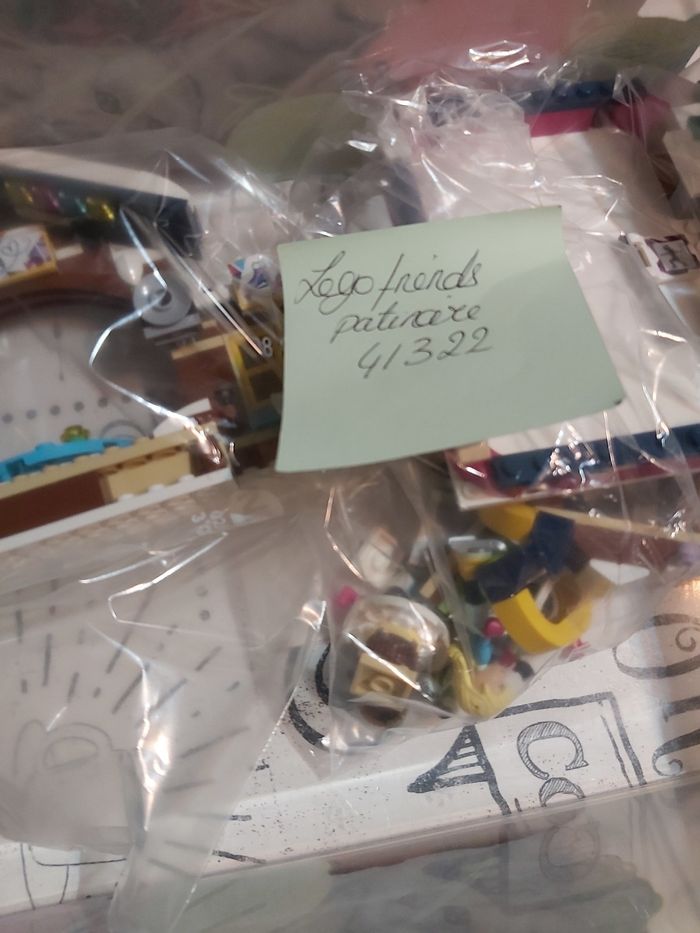 Lego friends
patinoire
41322